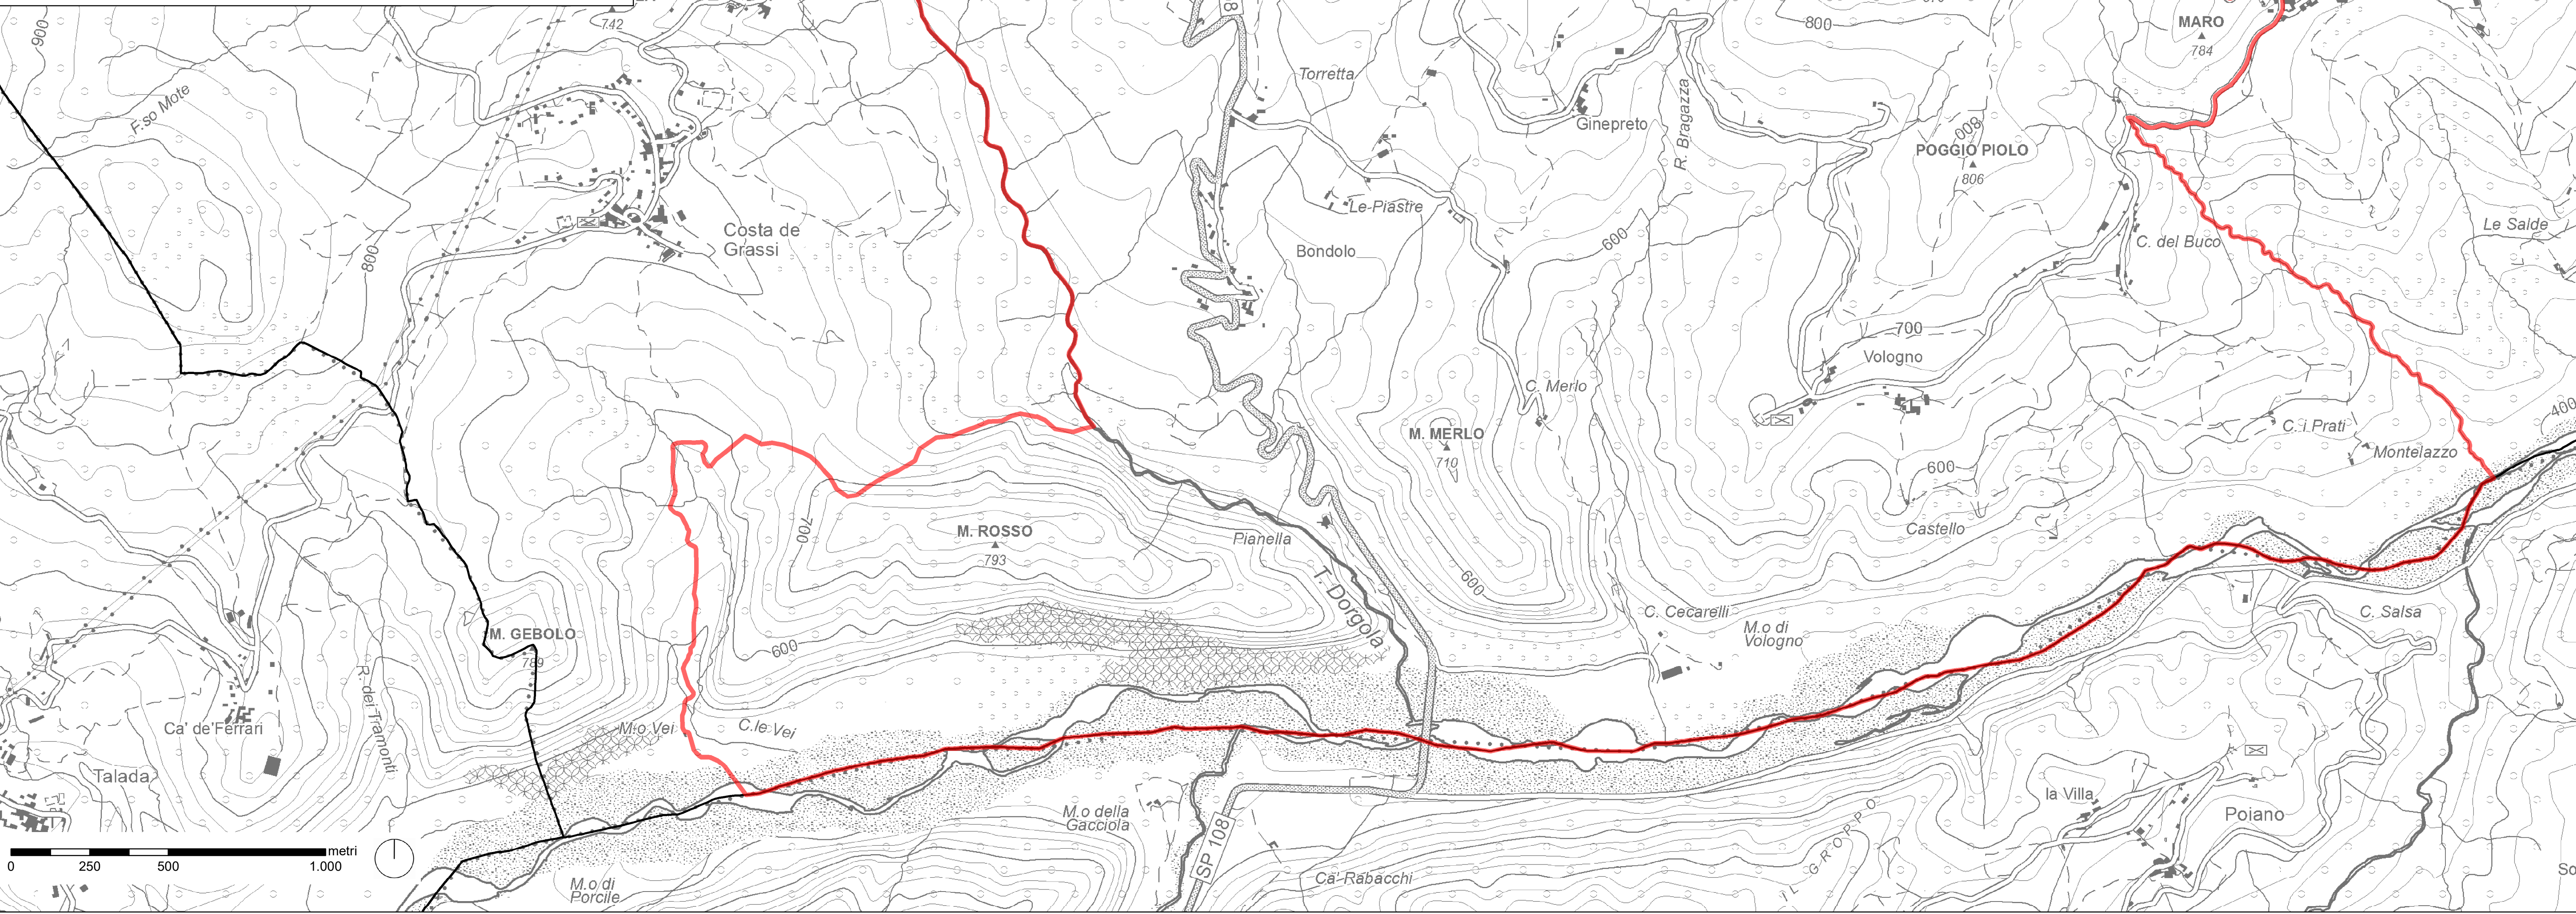 742
8
800
MARO
784
900
F.so Mote
Torretta
Ginepreto
R. Bragazza
800
POGGIO PIOLO
806
Le Piastre
Costa de
Grassi
800
Bondolo
600
C. del Buco
Le Salde
700
Vologno
C. Merlo
M. MERLO
710
C. i Prati
400
Montelazzo
600
Castello
700
M. ROSSO
793
Pianella
T. Dorgola
600
C. Cecarelli
M.o di
Vologno
C. Salsa
M. GEBOLO
789
600
R. dei Tramonti
Ca' de'Ferrari
M.o Vei
C.le Vei
Talada
M.o della
Gacciola
la Villa
Poiano
IL GROPPO
SP 108
Ca' Rabacchi
M.o di
Porcile
So
metri
0 250 500 1.000